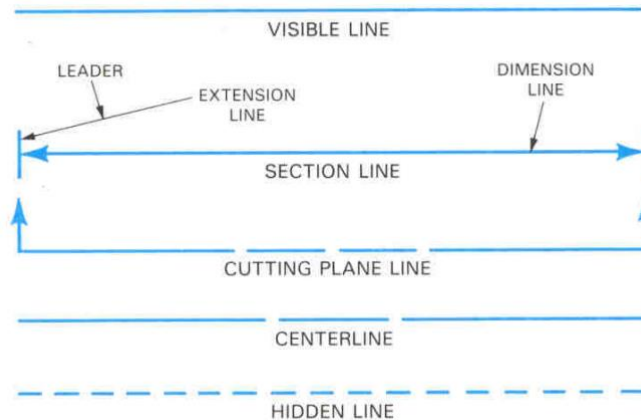 VISIBLE LINE
LEADER
EXTENSION
LINE
DIMENSION
LINE
SECTION LINE
CUTTING PLANE LINE
CENTERLINE
HIDDEN LINE